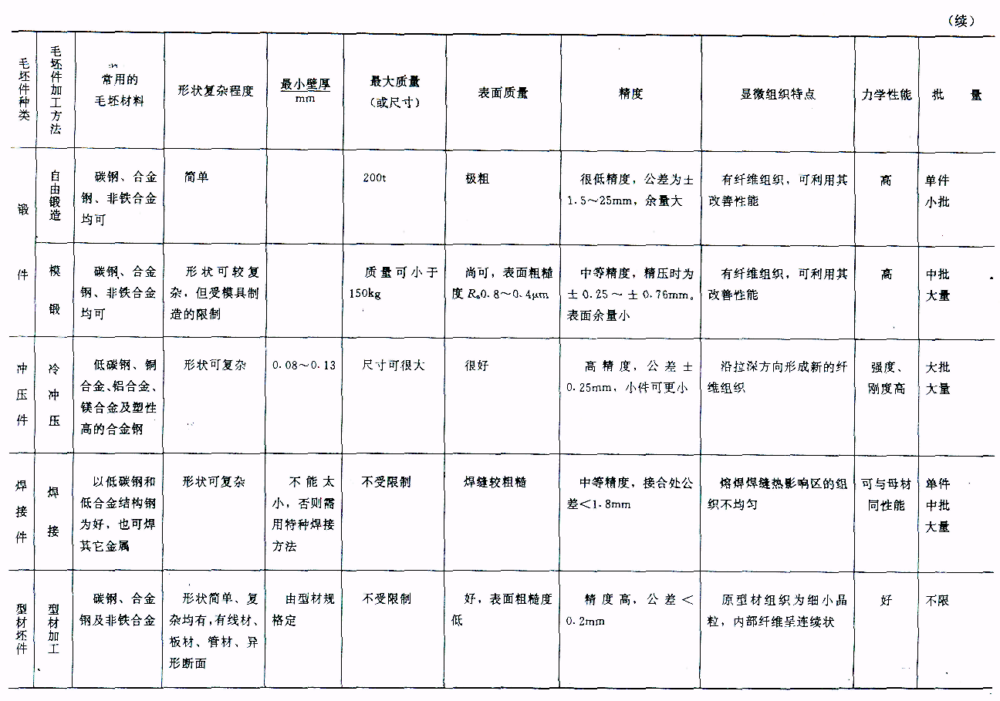 （续）
毛坯件种类
毛坯件加工方法
常用的
毛坯材料
形状复杂程度
最小壁厚
mm
最大质量
（或尺寸）
表面质量
精度
显微组织特点
力学性能
批 量
锻件
自由锻造
碳钢、合金
钢、非铁合金
均可
简单
200t
极粗
很低精度，公差为±
1.5～25mm，余量大
有纤维组织，可利用其
改善性能
高
单件
小批
模锻
碳钢、合金
钢、非铁合金
均可
形状可较复
杂，但受模具制
造的限制
质量可小于
150kg
尚可，表面粗糙
度Ra0.8～0.4μm
中等精度，精压时为
±0.25～±0.76mm。
表面余量小
有纤维组织，可利用其
改善性能
高
中批
大量
冲压件
冷冲压
低碳钢、铜
合金、铝合金、
镁合金及塑性
高的合金钢
形状可复杂
0.08～0.13
尺寸可很大
很好
高精度，公差±
0.25mm，小件可更小
沿拉深方向形成新的纤
维组织
强度、
刚度高
大批
大量
焊接件
焊接
以低碳钢和
低合金结构钢
为好，也可焊
其它金属
形状可复杂
不能太
小，否则需
用特种焊接
方法
不受限制
焊缝较粗糙
中等精度，接合处公
差＜1.8mm
熔焊焊缝热影响区的组
织不均匀
可与母材
同性能
单件
中批
大量
型材坯件
型材加工
碳钢、合金
钢及非铁合金
形状简单、复
杂均有，有线材、
板材、管材、异
形断面
由型材规
格定
不受限制
好，表面粗糙度
低
精度高，公差＜
0.2mm
原型材组织为细小晶
粒，内部纤维呈连续状
好
不限